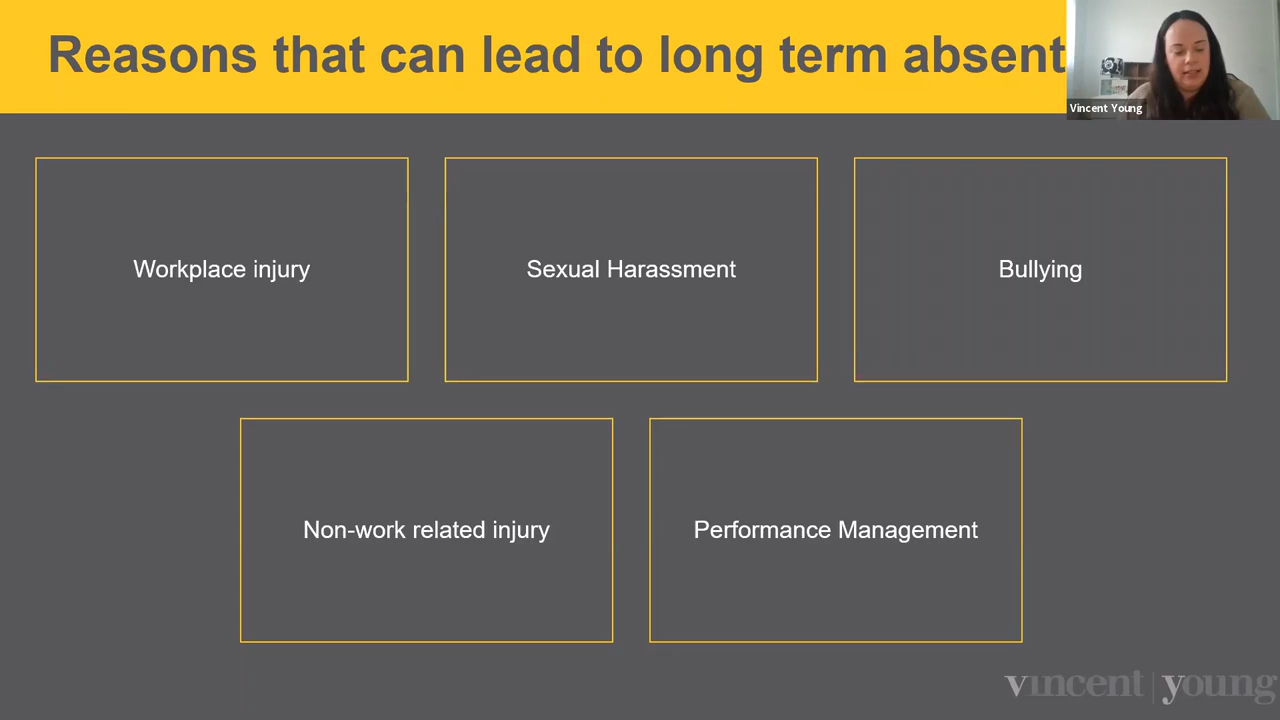 Reasons that can lead to long term absent
Vincent Young
Workplace injury
Sexual Harassment
Bullying
Non-work related injury
Performance Management
vincent | young